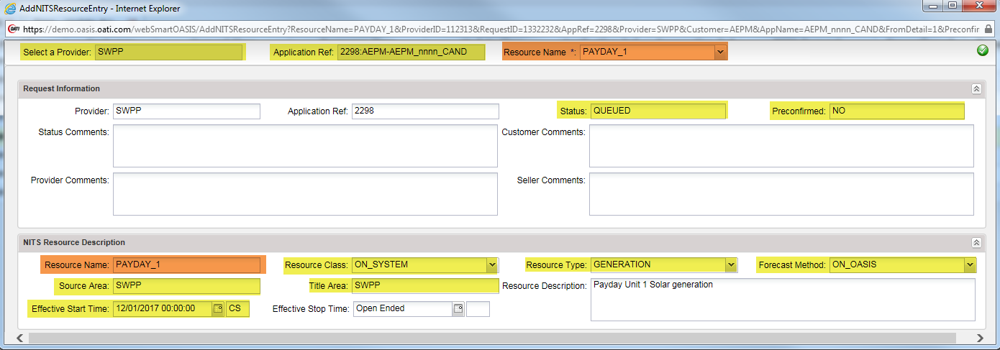 AddNITSResourceEntry - Internet Explorer
OATI https://demo.oasis.oati.com/webSmartOASIS/AddNITSResourceEntry?ResourceName=PAYDAY_1&ProviderID=112313&RequestID=1332232&AppRef=2298&Provider=SWPP&Customer=AEPM&AppName=AEPM_nnnn_CAND&FromDetail=1&Preconfir
Select a Provider: SWPP Application Ref: 2298:AEPM-AEPM_nnnn_CAND Resource Name *: PAYDAY_1
Request Information
Provider: SWPP Application Ref: 2298 Status: QUEUED Preconfirmed: NO
Status Comments: Customer Comments:
Provider Comments: Seller Comments:
NITS Resource Description
Resource Name: PAYDAY_1 Resource Class: ON_SYSTEM Resource Type: GENERATION Forecast Method: ON_OASIS
Source Area: SWPP Title Area: SWPP Resource Description: Payday Unit 1 Solar generation
Effective Start Time: 12/01/2017 00:00:00 CS Effective Stop Time: Open Ended